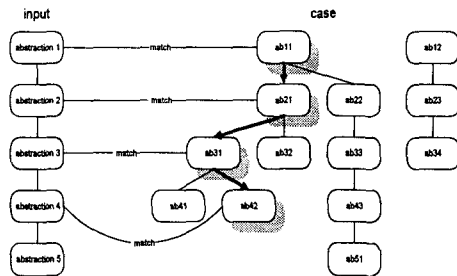 input case
abstraction 1 match ab11 ab12
abstraction 2 match ab21 ab22 ab23
abstraction 3 match ab31 ab32 ab33 ab34
abstraction 4 ab41 ab42 ab43
match
abstraction 5 ab51